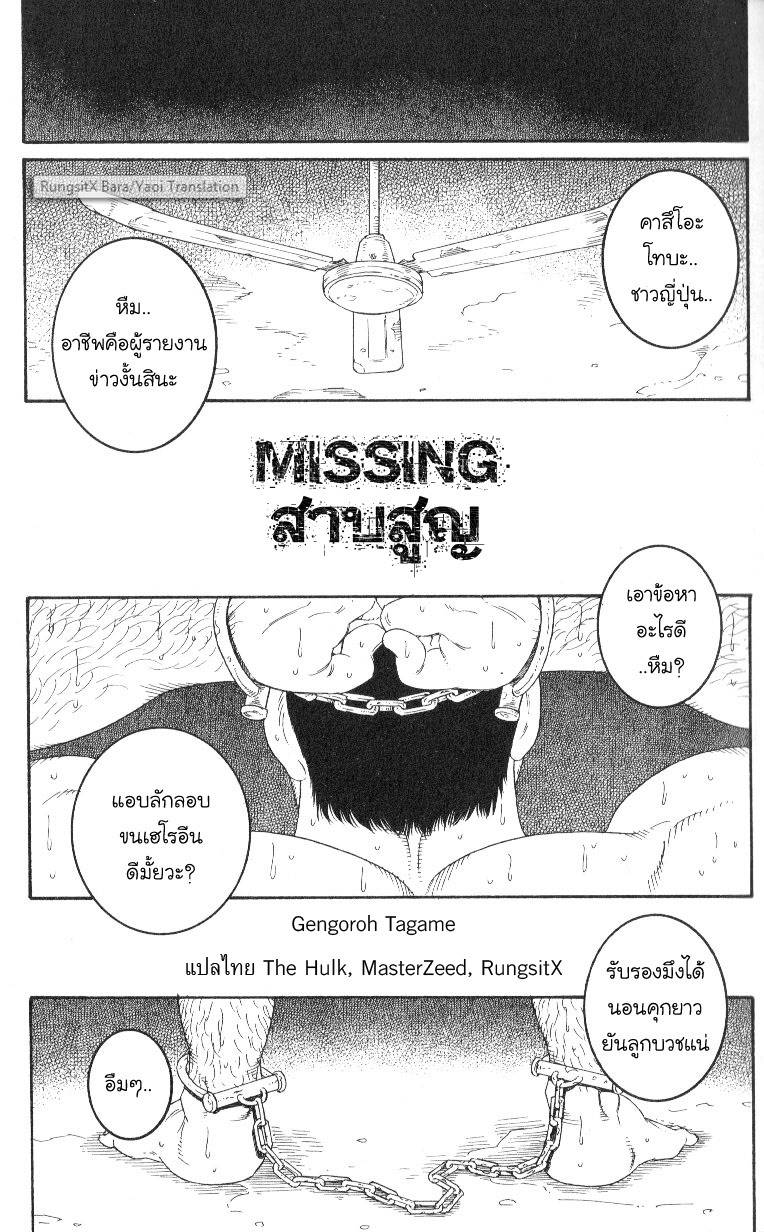 RungsitX Bara/Yaoi Translation
คาสึโอะ
โทบะ..
ชาวญี่ปุ่น..
หืม..
อาชีพคือผู้รายงาน
ข่าวงั้นสินะ
MISSING
สาบสูญ
เอาข้อหา
อะไรดี
..หืม?
แอบลักลอบ
ขนเฮโรอีน
ดีมั้ยวะ?
Gengoroh Tagame
แปลไทย The Hulk, MasterZeed, RungsitX
รับรองมึงได้
นอนคุกยาว
ยันลูกบวชแน่
อืมๆ..